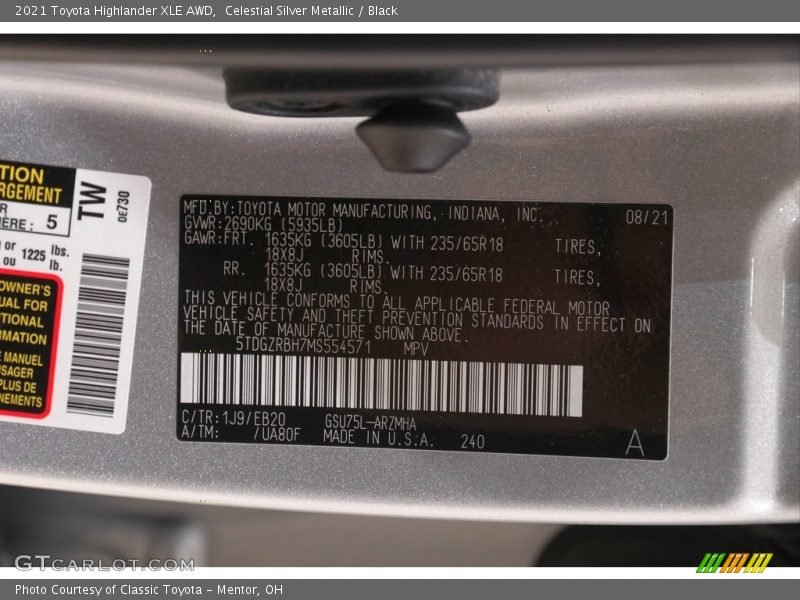 2021 Toyota Highlander XLE AWD,  Celestial Silver Metallic / Black
TION
RGEMENT
5
1225 lbs.
or
ou
lb.
TW
0E730
OWNER'S
UAL FOR
ITIONAL
RMATION
MANUEL
USAGER
PLUS DE
NEMENTS
MFD.BY:TOYOTA MOTOR MANUFACTURING, INDIANA, INC. 08/21
GVWR:2690KG (5935LB)
GAWR:FRT. 1635KG (3605LB) WITH 235/65R18 TIRES,
18X8J RIMS.
RR. 1635KG (3605LB) WITH 235/65R18 TIRES,
18X8J RIMS.
THIS VEHICLE CONFORMS TO ALL APPLICABLE FEDERAL MOTOR
VEHICLE SAFETY AND THEFT PREVENTION STANDARDS IN EFFECT ON
THE DATE OF MANUFACTURE SHOWN ABOVE.
5TDGZRBH7MS554571 MPV
C/TR:1J9/EB20 GSU75L-ARZMHA
A/TM: /UA80F MADE IN U.S.A. 240
A
GTCARLOT.COM
Photo Courtesy of Classic Toyota - Mentor, OH